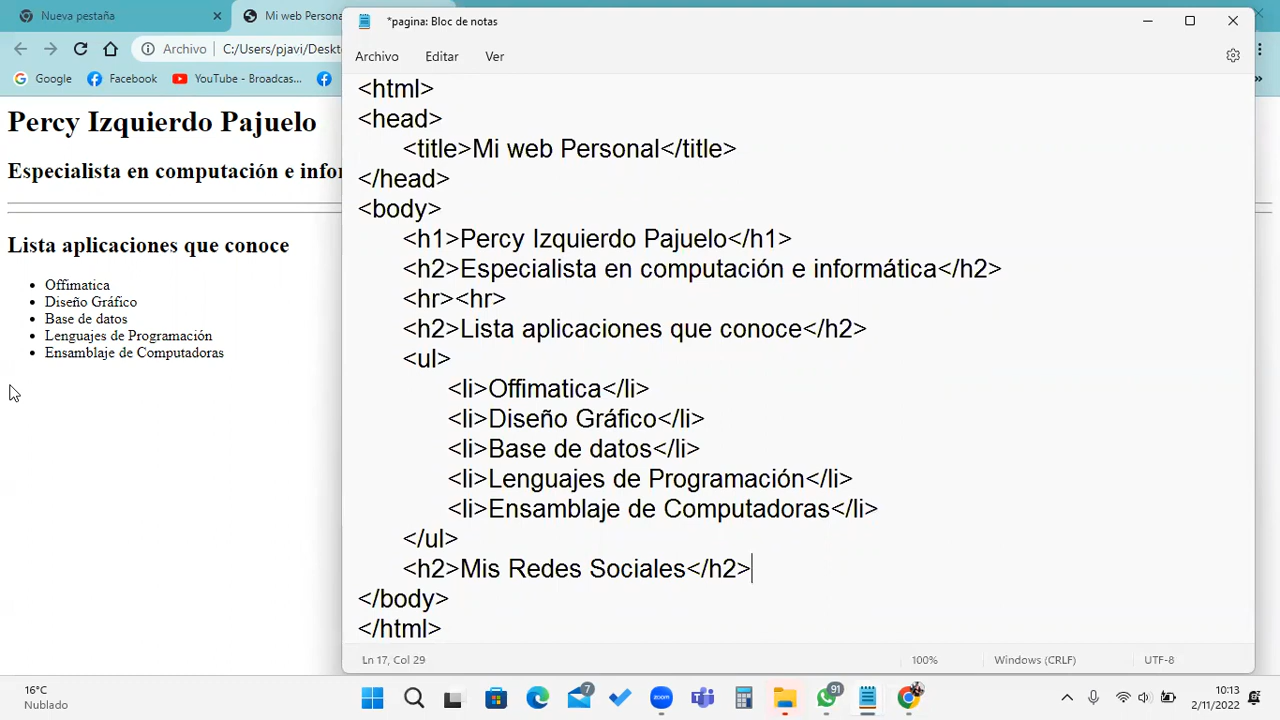 Nueva pestaña
Mi web Persona
Archivo
C:/Users/pjavi/Deskt
Google
Facebook
YouTube - Broadcas...
Percy Izquierdo Pajuelo
Especialista en computación e infor
Lista aplicaciones que conoce
Offimatica
Diseño Gráfico
Base de datos
Lenguajes de Programación
Ensamblaje de Computadoras
*pagina: Bloc de notas
Archivo Editar Ver
<html>
<head>
<title>Mi web Personal</title>
</head>
<body>
<h1>Percy Izquierdo Pajuelo</h1>
<h2>Especialista en computación e informática</h2>
<hr><hr>
<h2>Lista aplicaciones que conoce</h2>
<ul>
<li>Offimatica</li>
<li>Diseño Gráfico</li>
<li>Base de datos</li>
<li>Lenguajes de Programación</li>
<li>Ensamblaje de Computadoras</li>
</ul>
<h2>Mis Redes Sociales</h2>
</body>
</html>
Ln 17, Col 29 100% Windows (CRLF) UTF-8
16°C
Nublado
7
zoom
91
10:13
2/11/2022